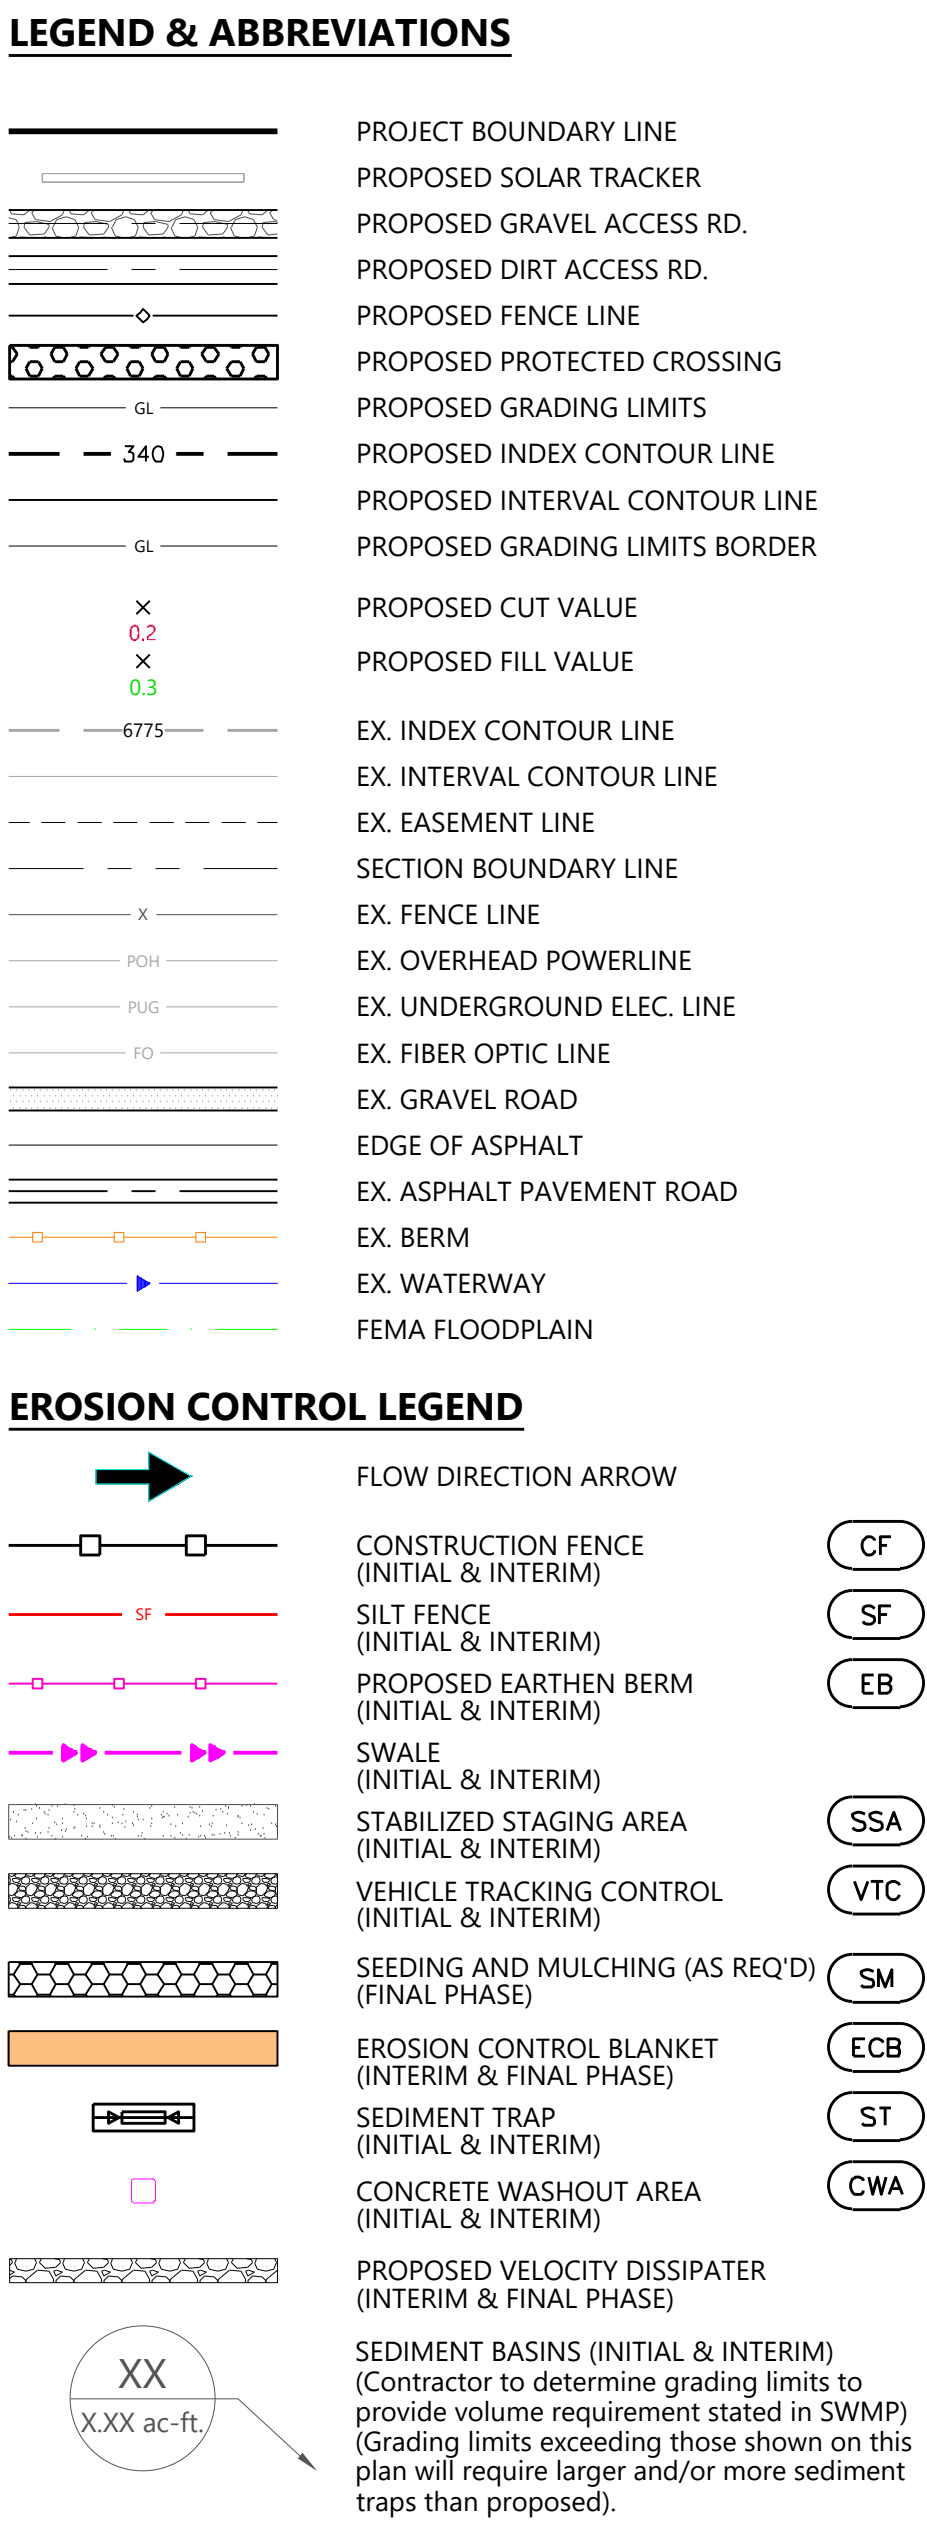 LEGEND & ABBREVIATIONS
PROJECT BOUNDARY LINE
PROPOSED SOLAR TRACKER
PROPOSED GRAVEL ACCESS RD.
PROPOSED DIRT ACCESS RD.
PROPOSED FENCE LINE
PROPOSED PROTECTED CROSSING
GL PROPOSED GRADING LIMITS
340 PROPOSED INDEX CONTOUR LINE
PROPOSED INTERVAL CONTOUR LINE
GL PROPOSED GRADING LIMITS BORDER
PROPOSED CUT VALUE
0.2
PROPOSED FILL VALUE
0.3
6775 EX. INDEX CONTOUR LINE
EX. INTERVAL CONTOUR LINE
EX. EASEMENT LINE
SECTION BOUNDARY LINE
X EX. FENCE LINE
POH EX. OVERHEAD POWERLINE
PUG EX. UNDERGROUND ELEC. LINE
FO EX. FIBER OPTIC LINE
EX. GRAVEL ROAD
EDGE OF ASPHALT
EX. ASPHALT PAVEMENT ROAD
EX. BERM
EX. WATERWAY
FEMA FLOODPLAIN
EROSION CONTROL LEGEND
FLOW DIRECTION ARROW
CONSTRUCTION FENCE CF
(INITIAL & INTERIM)
SF SILT FENCE SF
(INITIAL & INTERIM)
PROPOSED EARTHEN BERM EB
(INITIAL & INTERIM)
SWALE
(INITIAL & INTERIM)
STABILIZED STAGING AREA SSA
(INITIAL & INTERIM)
VEHICLE TRACKING CONTROL VTC
(INITIAL & INTERIM)
SEEDING AND MULCHING (AS REQ'D) SM
(FINAL PHASE)
EROSION CONTROL BLANKET ECB
(INTERIM & FINAL PHASE)
SEDIMENT TRAP ST
(INITIAL & INTERIM)
CONCRETE WASHOUT AREA CWA
(INITIAL & INTERIM)
PROPOSED VELOCITY DISSIPATER
(INTERIM & FINAL PHASE)
XX
X.XX ac-ft.
SEDIMENT BASINS (INITIAL & INTERIM)
(Contractor to determine grading limits to
provide volume requirement stated in SWMP)
(Grading limits exceeding those shown on this
plan will require larger and/or more sediment
traps than proposed).